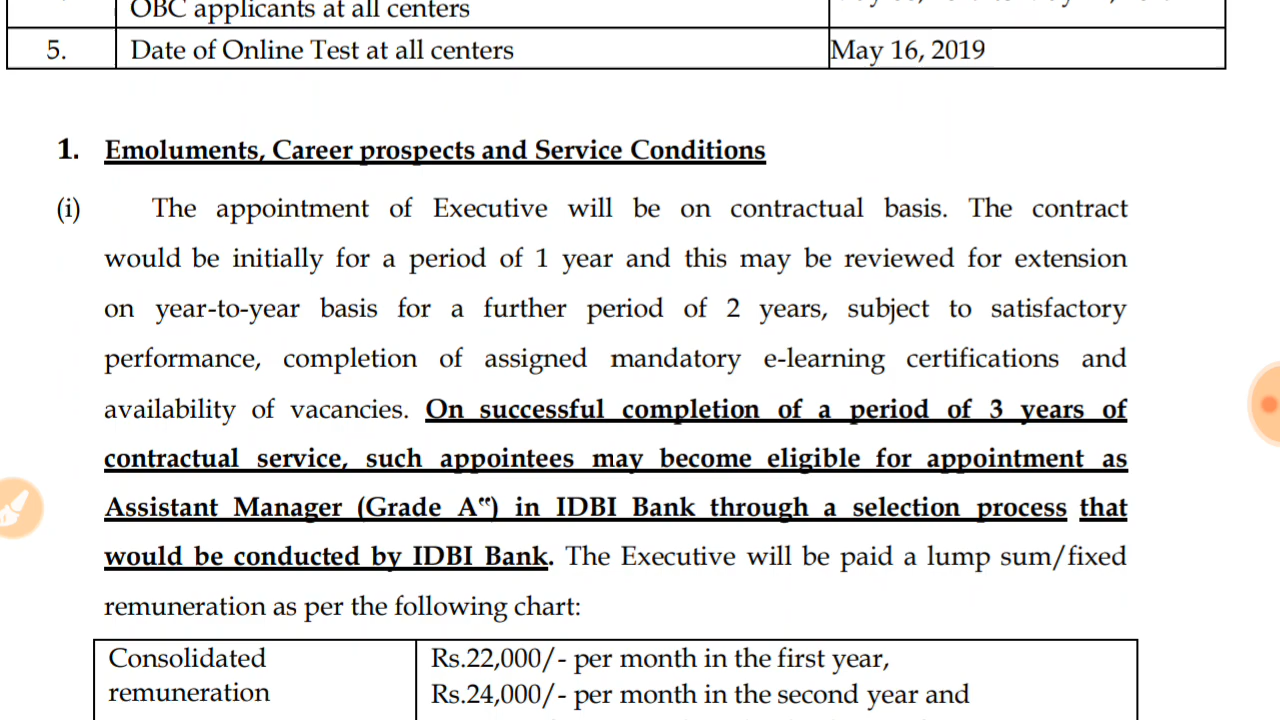 OBC applicants at all centers
5. Date of Online Test at all centers May 16, 2019
1. Emoluments, Career prospects and Service Conditions
(i) The appointment of Executive will be on contractual basis. The contract
would be initially for a period of 1 year and this may be reviewed for extension
on year-to-year basis for a further period of 2 years, subject to satisfactory
performance, completion of assigned mandatory e-learning certifications and
availability of vacancies. On successful completion of a period of 3 years of
contractual service, such appointees may become eligible for appointment as
Assistant Manager (Grade A‟) in IDBI Bank through a selection process that
would be conducted by IDBI Bank. The Executive will be paid a lump sum/fixed
remuneration as per the following chart:
Consolidated Rs.22,000/- per month in the first year,
remuneration Rs.24,000/- per month in the second year and